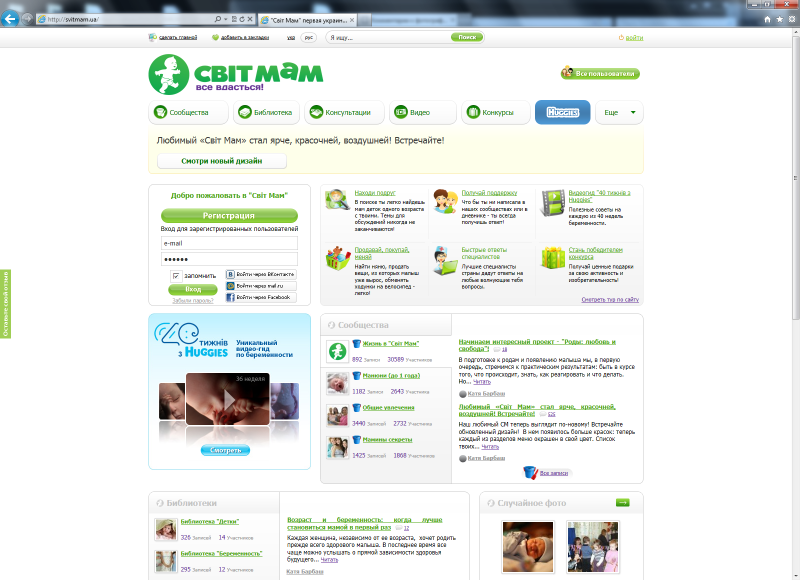 http://svitmam.ua/
"Світ Мам" первая украин...
сделать главной
добавить в закладки
укр
рус
Я ищу...
Поиск
войти
СВІТ МАМ
все вдасться!
Все пользователи
Сообщества
Библиотека
Консультации
Видео
Конкурсы
HUGGIES
Еще
Любимый «Світ Мам» стал ярче, красочней, воздушней! Встречайте!
Смотри новый дизайн
Добро пожаловать в "Світ Мам"
Регистрация
Вход для зарегистрированных пользователей
e-mail
••••••
запомнить
Вход
Забыли пароль?
Войти через ВКонтакте
Войти через mail.ru
Войти через Facebook
Находи подруг
В поиске ты легко найдешь
мам деток одного возраста
с твоими. Темы для
обсуждений никогда не
заканчиваются!
Получай поддержку
Что бы ты ни написала в
наших сообществах или в
дневнике - ты всегда
получишь ответ!
Видеогид "40 тижнів з
Huggies"
Полезные советы на
каждую из 40 недель
беременности.
Продавай, покупай,
меняй
Найти няню, продать
вещи, из которых малыш
уже вырос, обменять
ходунки на велосипед -
легко!
Быстрые ответы
специалистов
Лучшие специалисты
страны дадут ответы на
любые волнующие тебя
вопросы.
Стань победителем
конкурса
Получай ценные подарки
за свою активность и
изобретательность!
Смотреть тур по сайту
Оставьте свой отзыв
40 тижнів
з HUGGIES
Уникальный
видео-гид
по беременности
36 неделя
Смотреть
Сообщества
Жизнь в "Світ Мам"
892 Записи 30589 Участников
Мамини (до 1 года)
1182 Записи 2643 Участников
Общие увлечения
3440 Записей 2732 Участников
Мамины секреты
1425 Записей 1868 Участников
Начинаем интересный проект - "Роды: любовь и
свобода"! 18
В подготовке к родам и появлению малыша мы, в первую
очередь, стремимся к практическим результатам: быть в курсе
того, что происходит, знать, как реагировать и что делать.
Но... Читать
Катя Барбаш
Любимый «Світ Мам» стал ярче, красочней,
воздушней! Встречайте! 525
Наш любимый СМ теперь выглядит по-новому! Встречайте
обновленный дизайн! В нем появилось больше красок: теперь
каждый из разделов меню окрашен в свой цвет. Список
твоих... Читать
Катя Барбаш
Все записи
Библиотеки
Библиотека "Детки"
326 Записей 14 Участников
Библиотека "Беременность"
295 Записей 12 Участников
Возраст и беременность: когда лучше
становиться мамой в первый раз 12
Каждая женщина, независимо от ее возраста, хочет родить
прежде всего здорового малыша. В последнее время все
чаще можно услышать о прямой зависимости здоровья
будущего... Читать
Катя Барбаш
Случайное фото